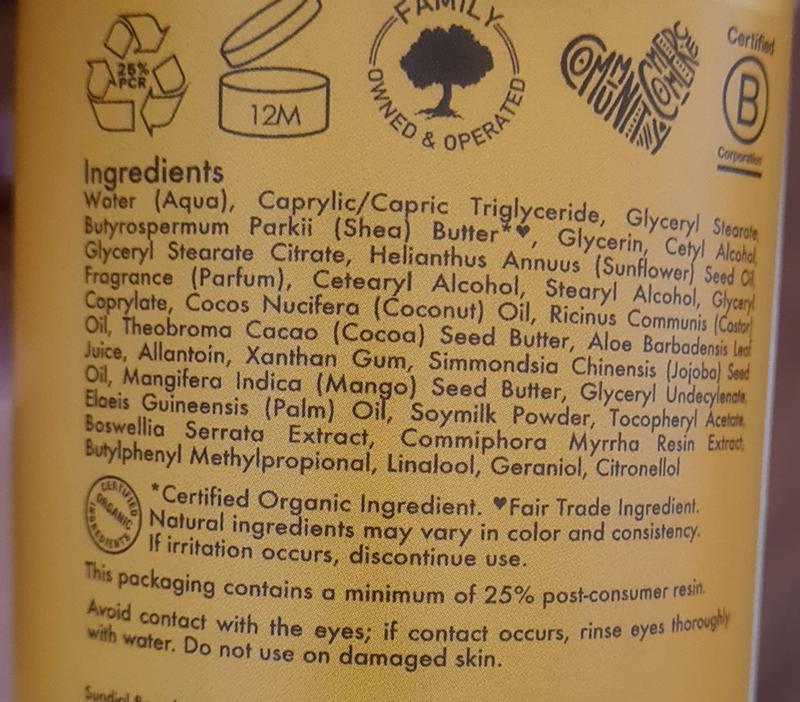 25%
PCR
12M
FAMILY
OWNED & OPERATED
COMMUNITY
COMMERCE
Certified
B
Corporation
Ingredients
Water (Aqua), Caprylic/Capric Triglyceride, Glyceryl Stearate,
Butyrospermum Parkii (Shea) Butter*♥, Glycerin, Cetyl Alcohol,
Glyceryl Stearate Citrate, Helianthus Annuus (Sunflower) Seed Oil,
Fragrance (Parfum), Cetearyl Alcohol, Stearyl Alcohol, Glyceryl
Caprylate, Cocos Nucifera (Coconut) Oil, Ricinus Communis (Castor)
Oil, Theobroma Cacao (Cocoa) Seed Butter, Aloe Barbadensis Leaf
Juice, Allantoin, Xanthan Gum, Simmondsia Chinensis (Jojoba) Seed
Oil, Mangifera Indica (Mango) Seed Butter, Glyceryl Undecylenate,
Elaeis Guineensis (Palm) Oil, Soymilk Powder, Tocopheryl Acetate,
Boswellia Serrata Extract, Commiphora Myrrha Resin Extract,
Butylphenyl Methylpropional, Linalool, Geraniol, Citronellol
CERTIFIED
ORGANIC
INGREDIENTS
*Certified Organic Ingredient. ♥Fair Trade Ingredient.
Natural ingredients may vary in color and consistency.
If irritation occurs, discontinue use.
This packaging contains a minimum of 25% post-consumer resin.
Avoid contact with the eyes; if contact occurs, rinse eyes thoroughly
with water. Do not use on damaged skin.
Sundial